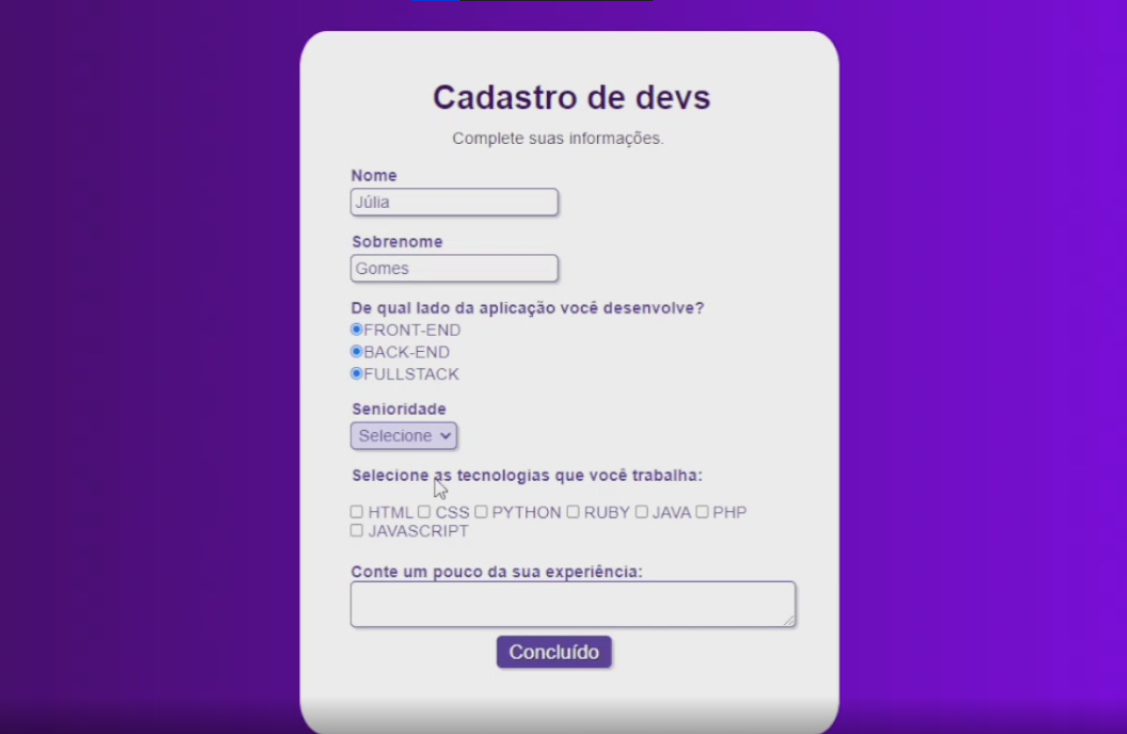 Cadastro de devs
Complete suas informações.
Nome
Júlia
Sobrenome
Gomes
De qual lado da aplicação você desenvolve?
FRONT-END
BACK-END
FULLSTACK
Senioridade
Selecione
Selecione as tecnologias que você trabalha:
HTML CSS PYTHON RUBY JAVA PHP
JAVASCRIPT
Conte um pouco da sua experiência:
Concluído